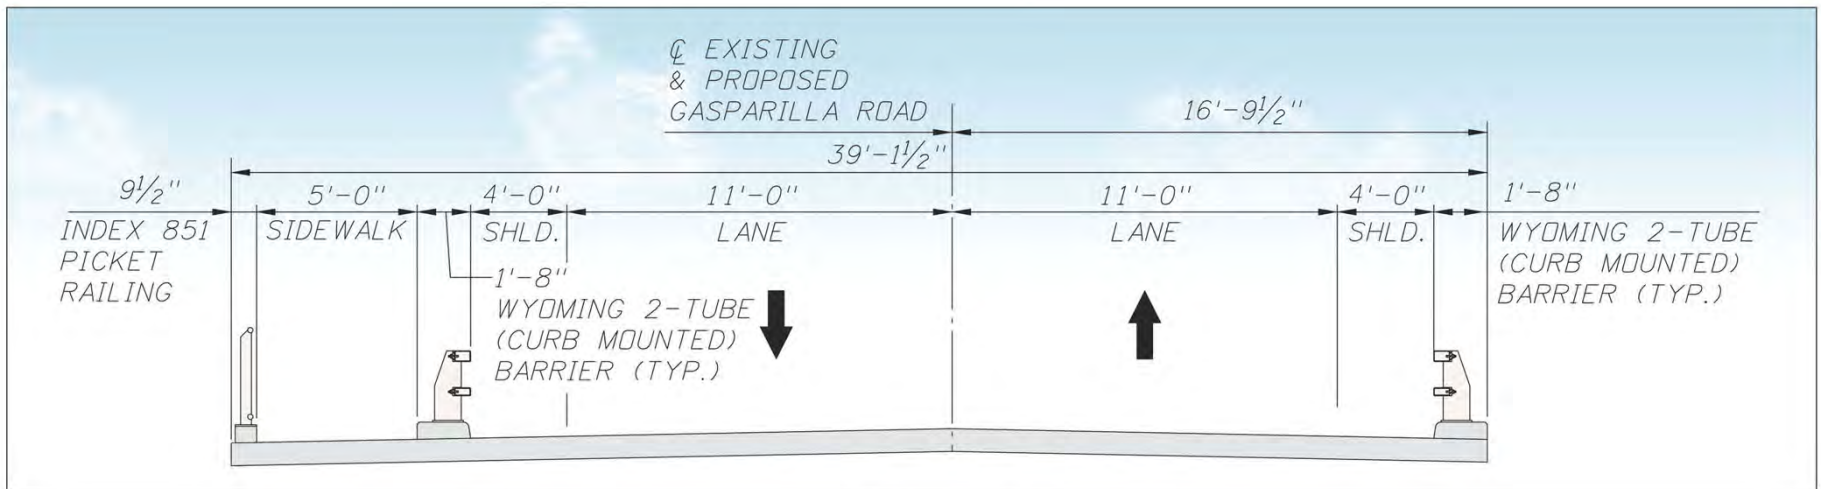 ℄ EXISTING
& PROPOSED
GASPARILLA ROAD
16'-9½"
39'-1½"
9½"
5'-0"
4'-0"
11'-0"
11'-0"
4'-0"
1'-8"
INDEX 851
PICKET
RAILING
SIDEWALK
SHLD.
LANE
LANE
SHLD.
WYOMING 2-TUBE
(CURB MOUNTED)
BARRIER (TYP.)
1'-8"
WYOMING 2-TUBE
(CURB MOUNTED)
BARRIER (TYP.)